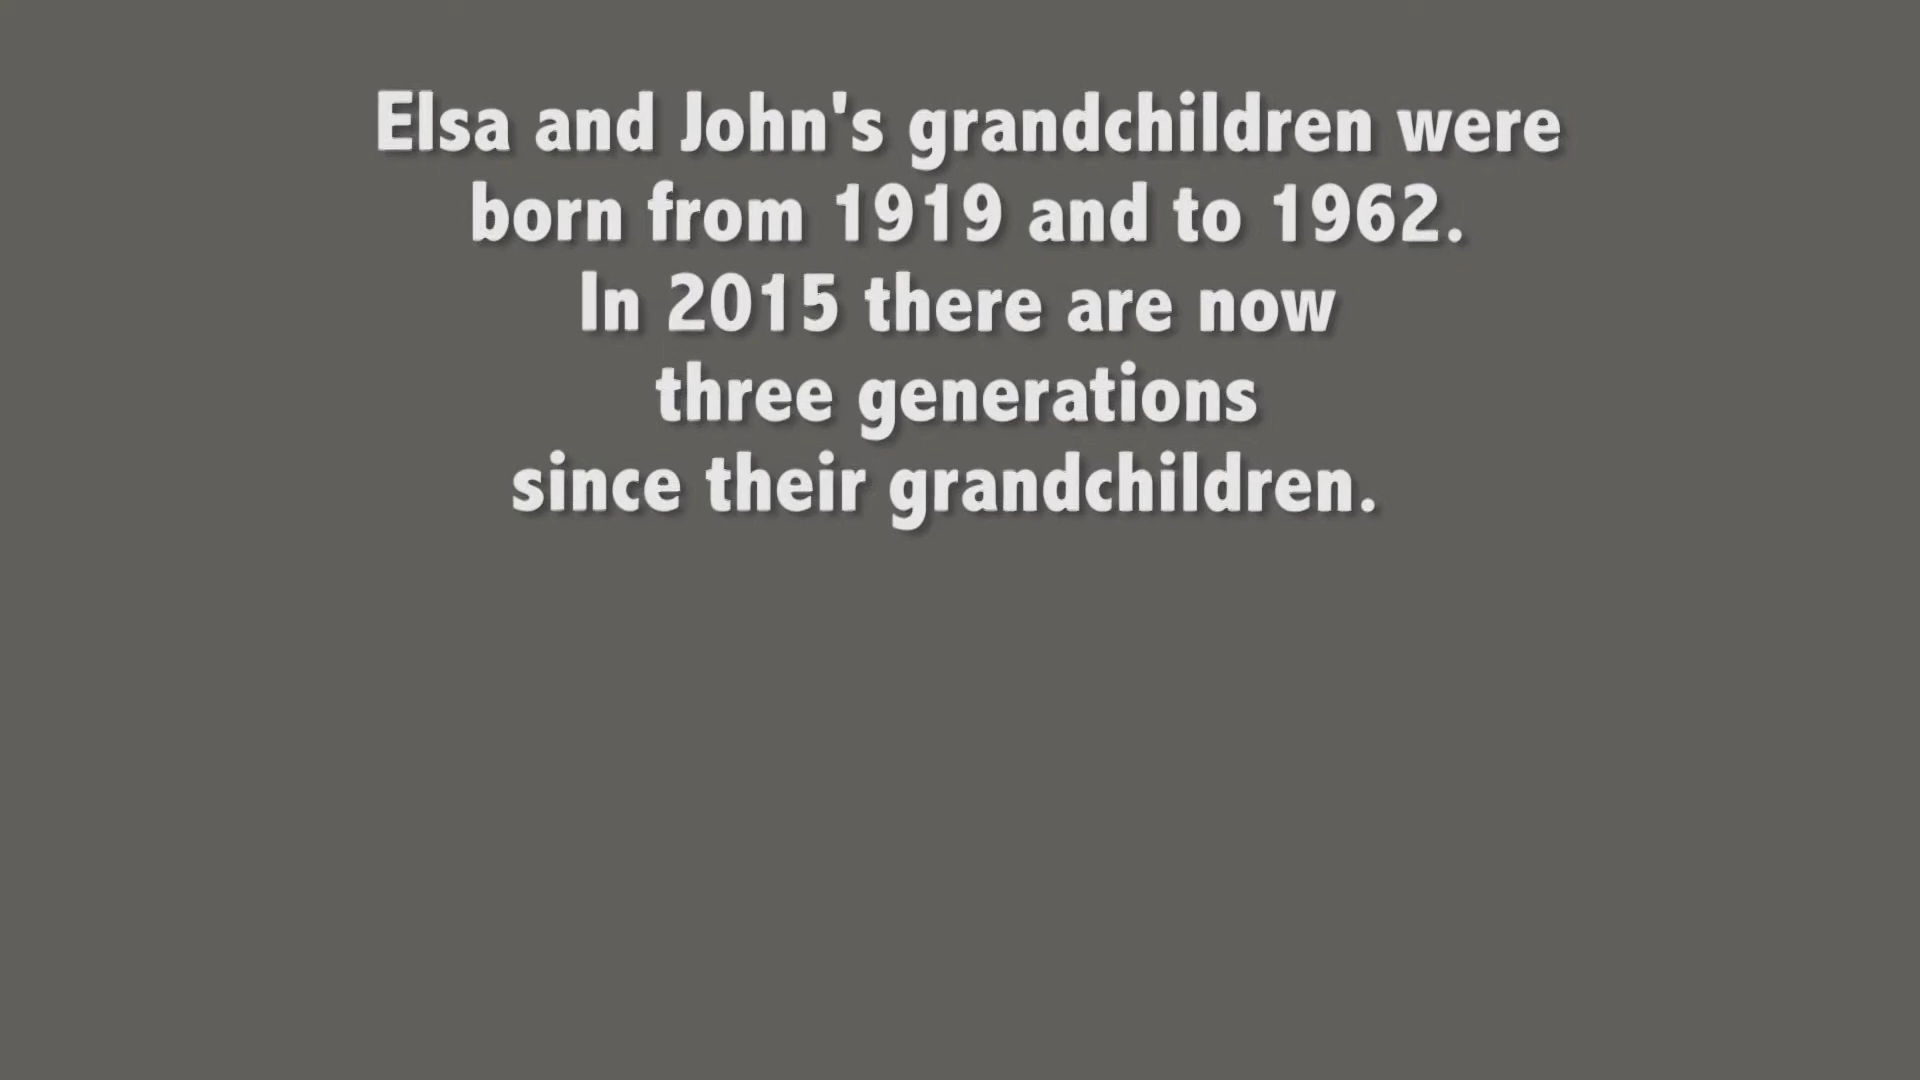 Elsa and John's grandchildren were
born from 1919 and to 1962.
In 2015 there are now
three generations
since their grandchildren.